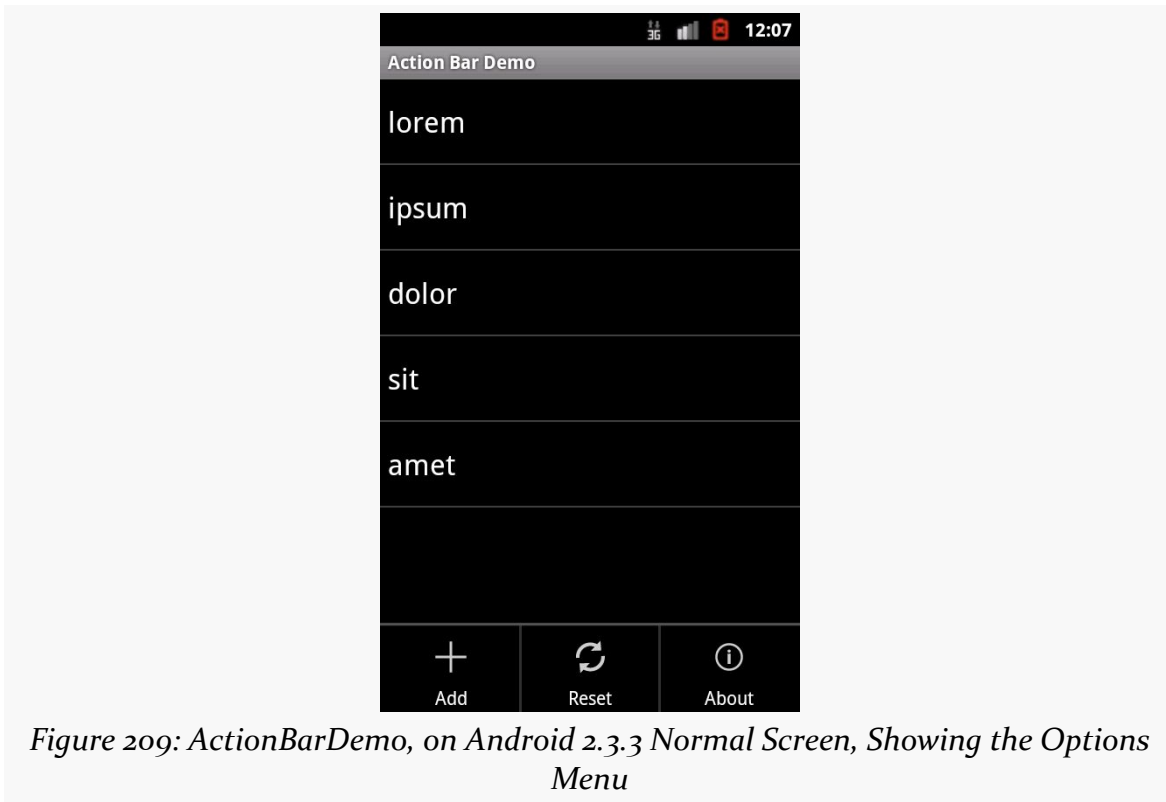 3G 12:07
Action Bar Demo
lorem
ipsum
dolor
sit
amet
Add Reset About
Figure 209: ActionBarDemo, on Android 2.3.3 Normal Screen, Showing the Options
Menu